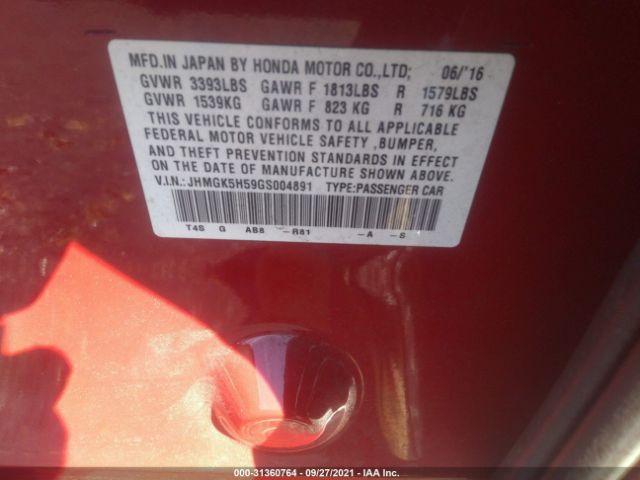 MFD.IN JAPAN BY HONDA MOTOR CO.,LTD; 06/'16
GVWR 3393LBS GAWR F 1813LBS R 1579LBS
GVWR 1539KG GAWR F 823 KG R 716 KG
THIS VEHICLE CONFORMS TO ALL APPLICABLE
FEDERAL MOTOR VEHICLE SAFETY ,BUMPER,
AND THEFT PREVENTION STANDARDS IN EFFECT
ON THE DATE OF MANUFACTURE SHOWN ABOVE.
V.I.N.: JHMGK5H59GS004891 TYPE:PASSENGER CAR
T4S G AB8 -R81 -A -S
000-31360764 - 09/27/2021 - IAA Inc.